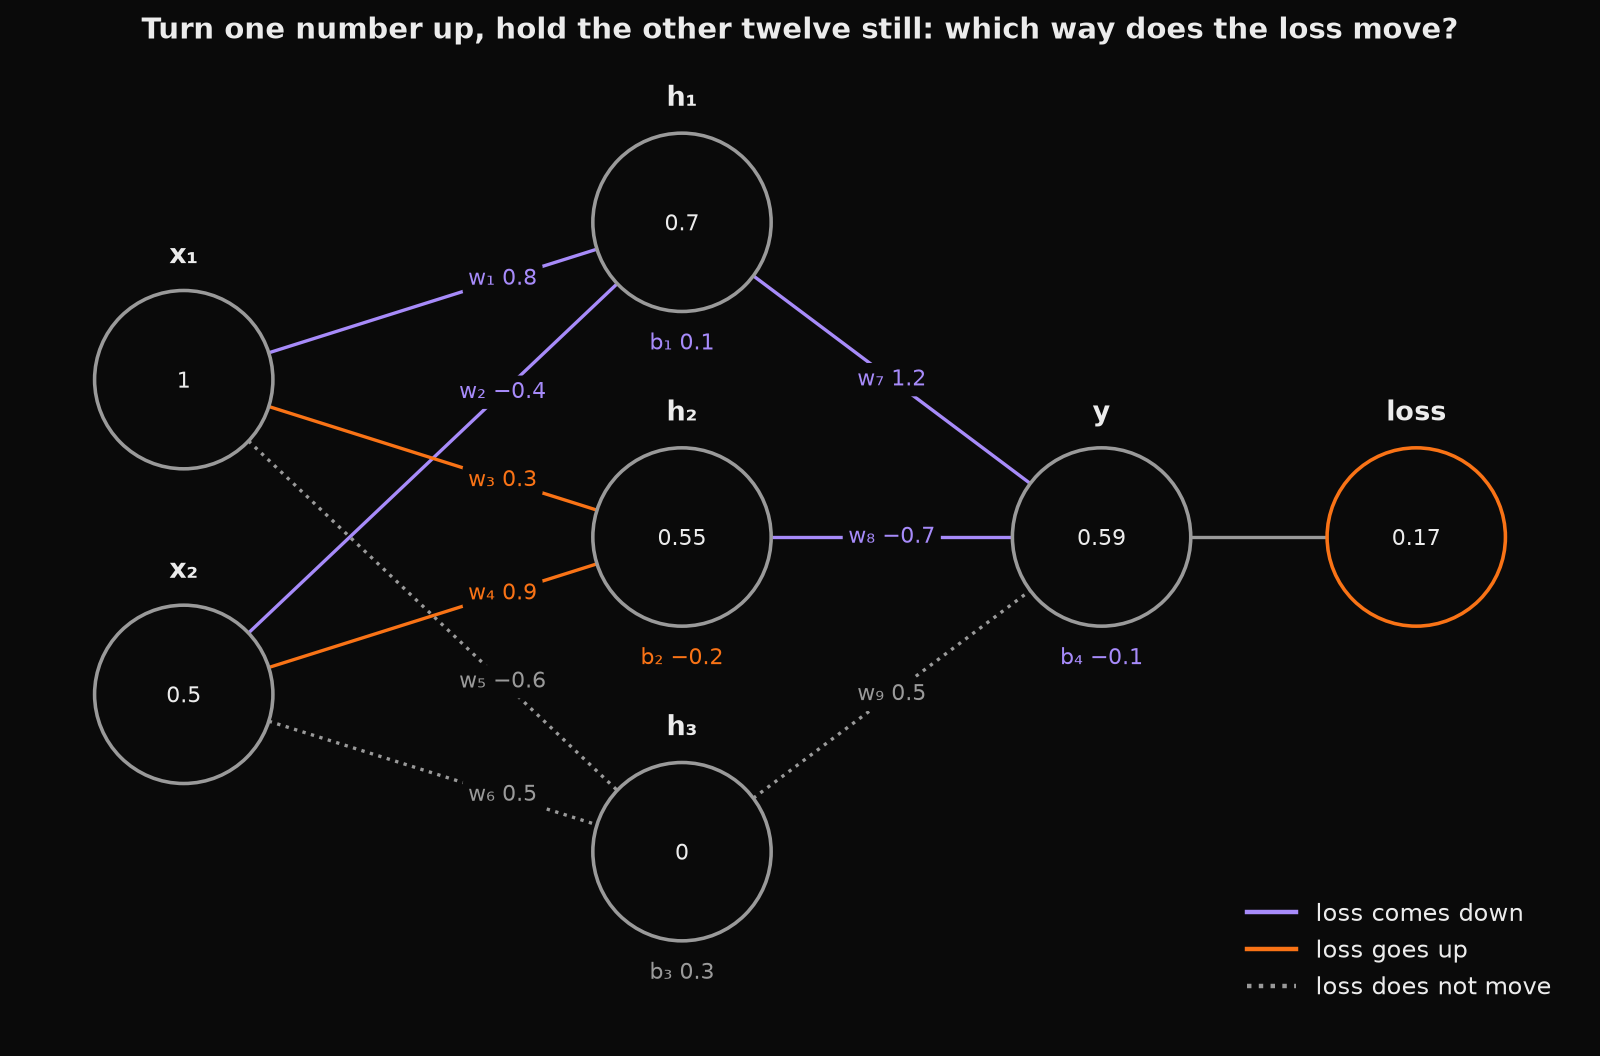 Turn one number up, hold the other twelve still: which way does the loss move?
h₁
0.7
b₁ 0.1
x₁
1
w₁ 0.8
w₂ −0.4
w₇ 1.2
h₂
0.55
b₂ −0.2
w₃ 0.3
w₄ 0.9
w₈ −0.7
y
0.59
b₄ −0.1
loss
0.17
x₂
0.5
w₅ −0.6
w₆ 0.5
w₉ 0.5
h₃
0
b₃ 0.3
loss comes down
loss goes up
loss does not move